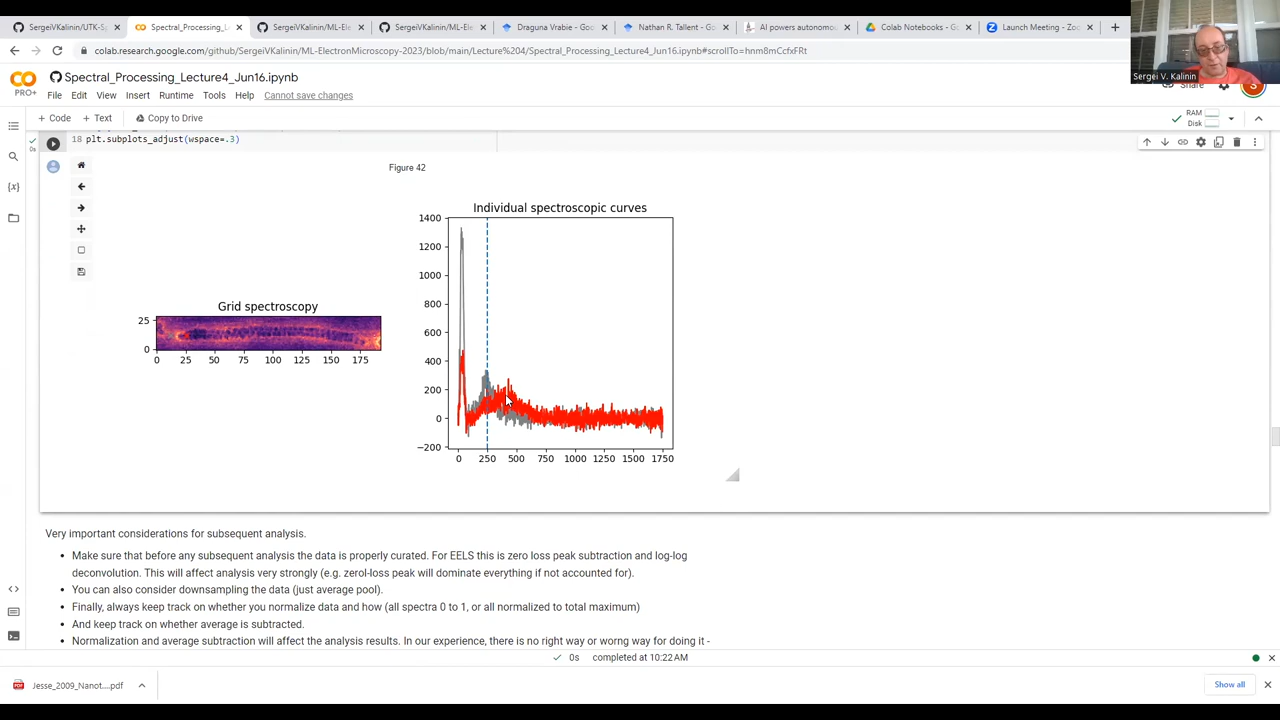 SergeiVKalinin/UTK-S
Spectral_Processing_L
SergeiVKalinin/ML-Ele
SergeiVKalinin/ML-E
Draguna Vrabie - Goo
Nathan R. Tallent - Go
AI powers autonomo
Colab Notebooks - Go
Launch Meeting - Zoo
colab.research.google.com/github/SergeiVKalinin/ML-ElectronMicroscopy-2023/blob/main/Lecture%204/Spectral_Processing_Lecture4_Jun16.ipynb#scrollTo=hnm8mCcfxFRt
Sergei V. Kalinin
CO
PRO+
Spectral_Processing_Lecture4_Jun16.ipynb
File Edit View Insert Runtime Tools Help Cannot save changes
Share
S
+ Code + Text Copy to Drive
RAM
Disk
18 plt.subplots_adjust(wspace=.3)
0s
{x}
Figure 42
Individual spectroscopic curves
1400
1200
1000
800
600
400
200
0
−200
0 250 500 750 1000 1250 1500 1750
Grid spectroscopy
25
0
0 25 50 75 100 125 150 175
Very important considerations for subsequent analysis.
• Make sure that before any subsequent analysis the data is properly curated. For EELS this is zero loss peak subtraction and log-log
deconvolution. This will affect analysis very strongly (e.g. zerol-loss peak will dominate everything if not accounted for).
• You can also consider downsampling the data (just average pool).
• Finally, always keep track on whether you normalize data and how (all spectra 0 to 1, or all normalized to total maximum)
• And keep track on whether average is subtracted.
• Normalization and average subtraction will affect the analysis results. In our experience, there is no right way or worng way for doing it -
0s completed at 10:22 AM
Jesse_2009_Nanot....pdf
Show all